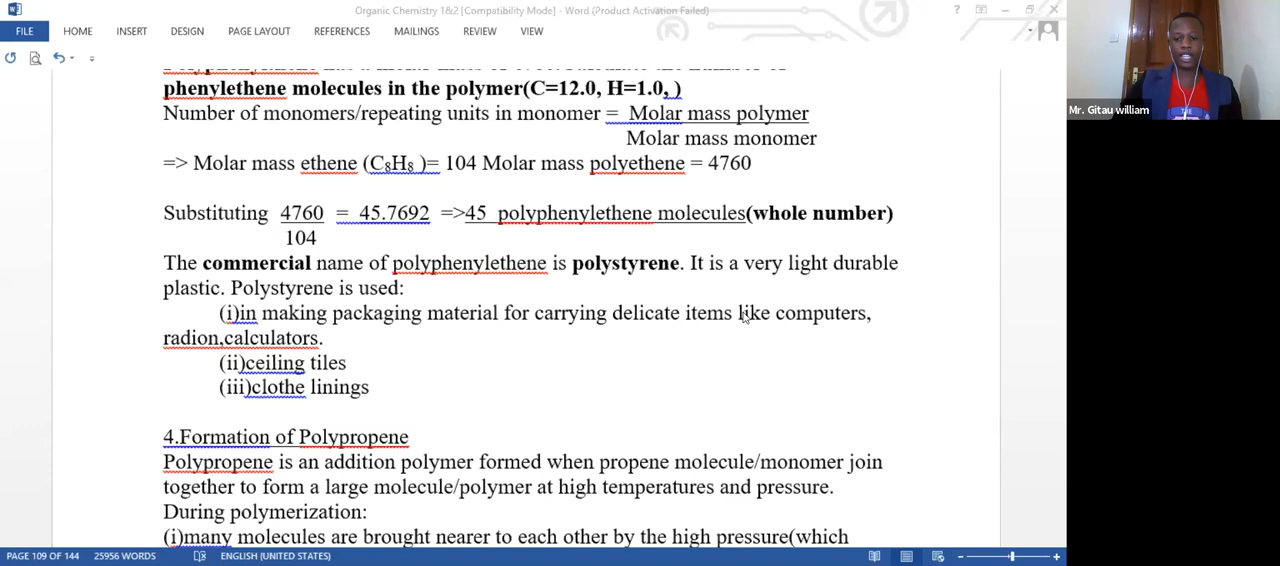 Organic Chemistry 1&2 [Compatibility Mode] - Word (Product Activation Failed)
FILE HOME INSERT DESIGN PAGE LAYOUT REFERENCES MAILINGS REVIEW VIEW
phenylethene molecules in the polymer(C=12.0, H=1.0, )
Number of monomers/repeating units in monomer = Molar mass polymer
Molar mass monomer
=> Molar mass ethene (C₈H₈ )= 104 Molar mass polyethene = 4760
Substituting 4760 = 45.7692 =>45 polyphenylethene molecules(whole number)
104
The commercial name of polyphenylethene is polystyrene. It is a very light durable
plastic. Polystyrene is used:
(i)in making packaging material for carrying delicate items like computers,
radion,calculators.
(ii)ceiling tiles
(iii)clothe linings
4.Formation of Polypropene
Polypropene is an addition polymer formed when propene molecule/monomer join
together to form a large molecule/polymer at high temperatures and pressure.
During polymerization:
(i)many molecules are brought nearer to each other by the high pressure(which
PAGE 109 OF 144 25956 WORDS ENGLISH (UNITED STATES)
Mr. Gitau william
THE